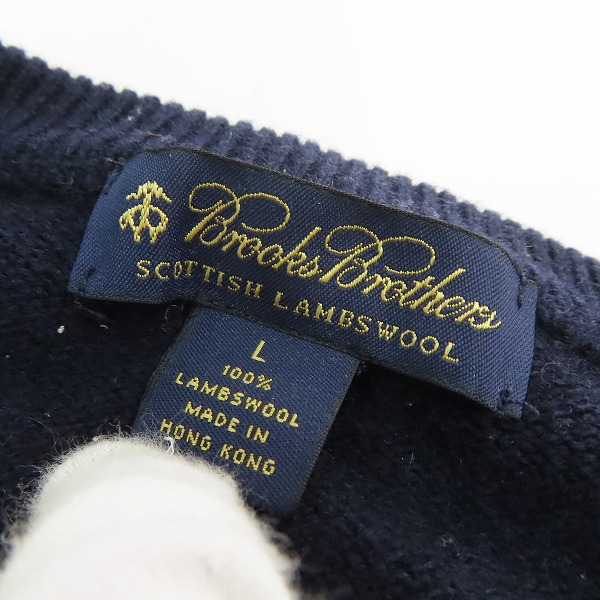 Brooks Brothers
SCOTTISH LAMBSWOOL
L
100%
LAMBSWOOL
MADE IN
HONG KONG